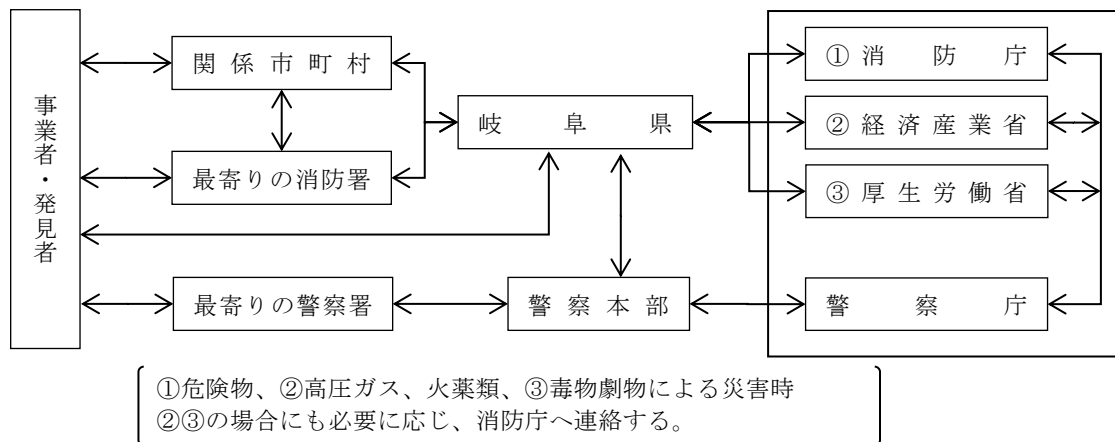 事業者・発見者
関係市町村
最寄りの消防署
最寄りの警察署
岐阜県
警察本部
①消防庁
②経済産業省
③厚生労働省
警察庁
①危険物、②高圧ガス、火薬類、③毒物劇物による災害時
②③の場合にも必要に応じ、消防庁へ連絡する。